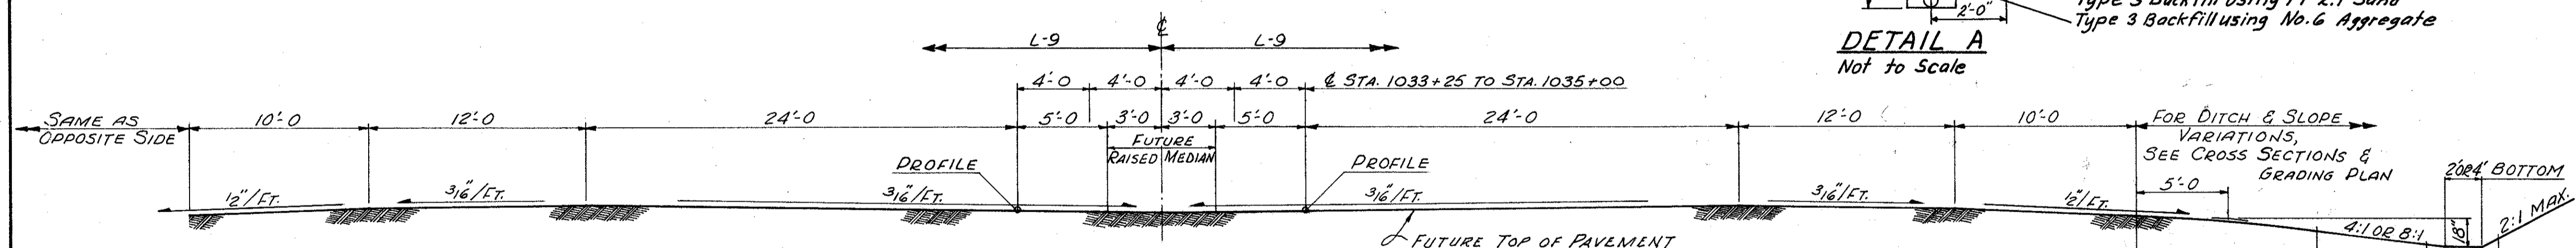 Type 3 Backfill using No.6 Aggregate
2'-0"
DETAIL A
Not to Scale
℄
L-9
L-9
4'-0
4'-0
4'-0
4'-0
℄ STA. 1033+25 TO STA. 1035+00
SAME AS
OPPOSITE SIDE
10'-0
12'-0
24'-0
5'-0
3'-0
3'-0
5'-0
24'-0
12'-0
10'-0
FOR DITCH & SLOPE
VARIATIONS,
SEE CROSS SECTIONS &
GRADING PLAN
FUTURE
RAISED MEDIAN
PROFILE
PROFILE
2'OR4' BOTTOM
5'-0
1/2"/FT.
3/16"/FT.
3/16"/FT.
3/16"/FT.
3/16"/FT.
1/2"/FT.
4:1 OR 8:1
18"
2:1 MAX.
FUTURE TOP OF PAVEMENT